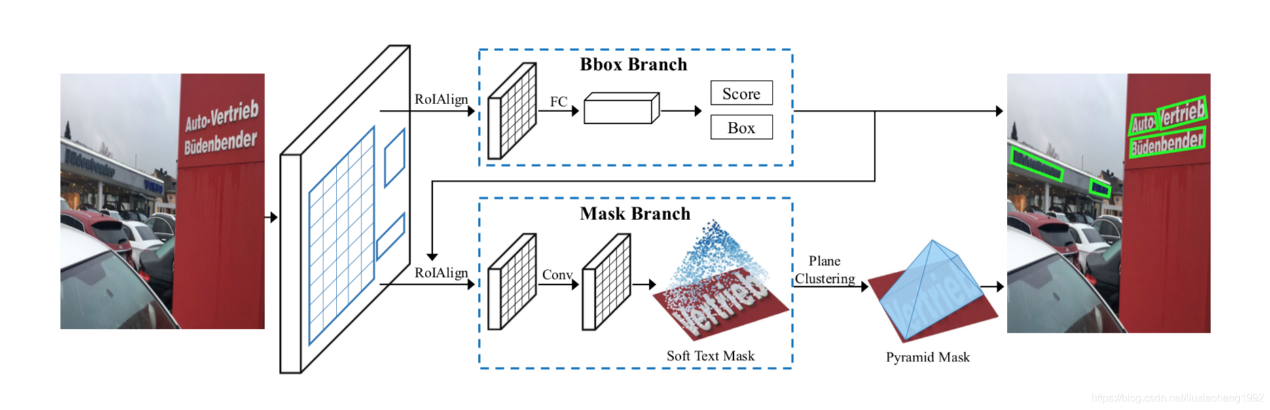 Auto-Vertrieb
Büdenbender
RoIAlign
Bbox Branch
FC
Score
Box
RoIAlign
Mask Branch
Conv
Vertrieb
Soft Text Mask
Plane
Clustering
Vertrieb
Pyramid Mask
Auto-Vertrieb
Büdenbender
https://blog.csdn.net/liuxiaoheng1992